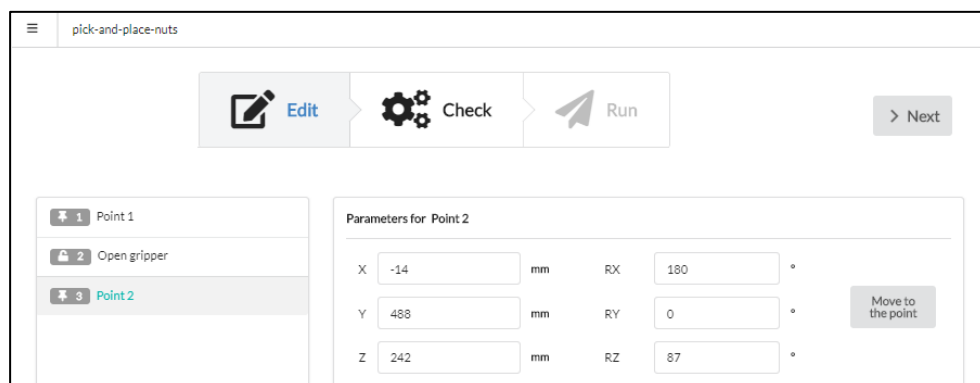 pick-and-place-nuts
Edit
Check
Run
> Next
1 Point 1
2 Open gripper
3 Point 2
Parameters for Point 2
X -14 mm RX 180 °
Y 488 mm RY 0 °
Z 242 mm RZ 87 °
Move to
the point